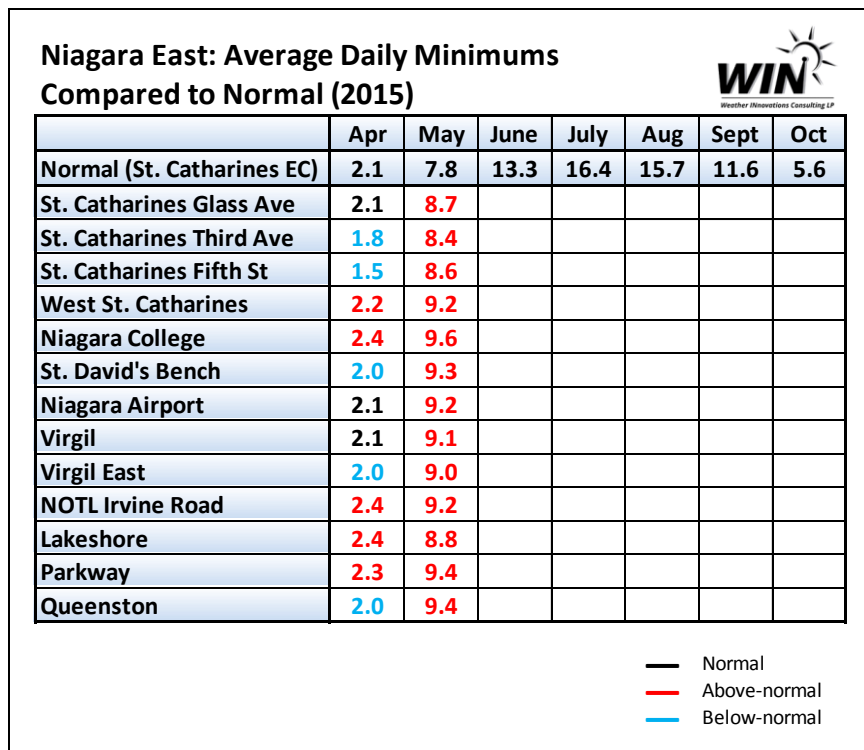 Niagara East: Average Daily Minimums
Compared to Normal (2015)
WIN
Weather INnovations Consulting LP
Apr May June July Aug Sept Oct
Normal (St. Catharines EC) 2.1 7.8 13.3 16.4 15.7 11.6 5.6
St. Catharines Glass Ave 2.1 8.7
St. Catharines Third Ave 1.8 8.4
St. Catharines Fifth St 1.5 8.6
West St. Catharines 2.2 9.2
Niagara College 2.4 9.6
St. David's Bench 2.0 9.3
Niagara Airport 2.1 9.2
Virgil 2.1 9.1
Virgil East 2.0 9.0
NOTL Irvine Road 2.4 9.2
Lakeshore 2.4 8.8
Parkway 2.3 9.4
Queenston 2.0 9.4
Normal
Above-normal
Below-normal